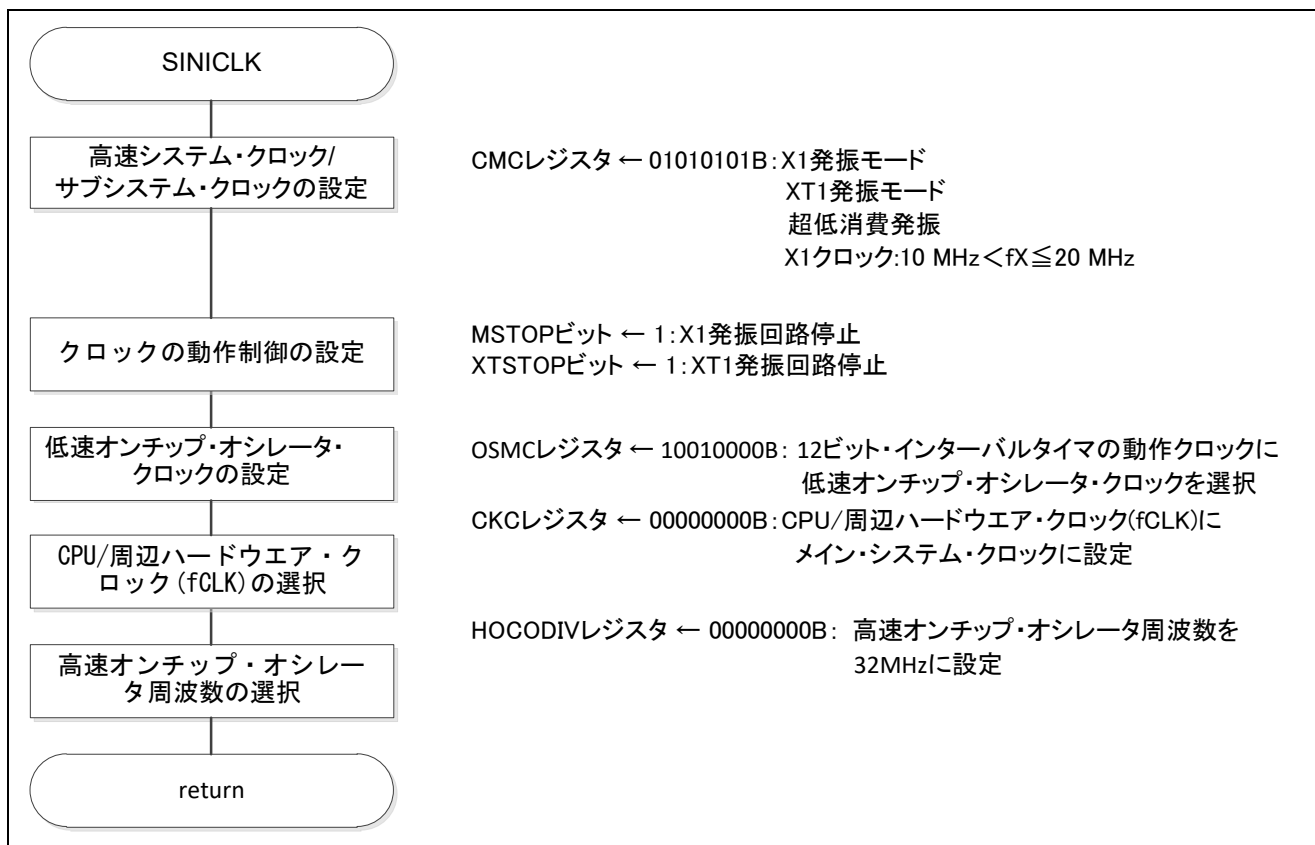 SINICLK
高速システム・クロック/
サブシステム・クロックの設定
CMCレジスタ ← 01010101B:X1発振モード
XT1発振モード
超低消費発振
X1クロック:10 MHz＜fX≦20 MHz
クロックの動作制御の設定
MSTOPビット ← 1:X1発振回路停止
XTSTOPビット ← 1:XT1発振回路停止
低速オンチップ・オシレータ・
クロックの設定
OSMCレジスタ ← 10010000B: 12ビット・インターバルタイマの動作クロックに
低速オンチップ・オシレータ・クロックを選択
CPU/周辺ハードウエア・ク
ロック(fCLK)の選択
CKCレジスタ ← 00000000B:CPU/周辺ハードウエア・クロック(fCLK)に
メイン・システム・クロックに設定
高速オンチップ・オシレー
タ周波数の選択
HOCODIVレジスタ ← 00000000B: 高速オンチップ・オシレータ周波数を
32MHzに設定
return